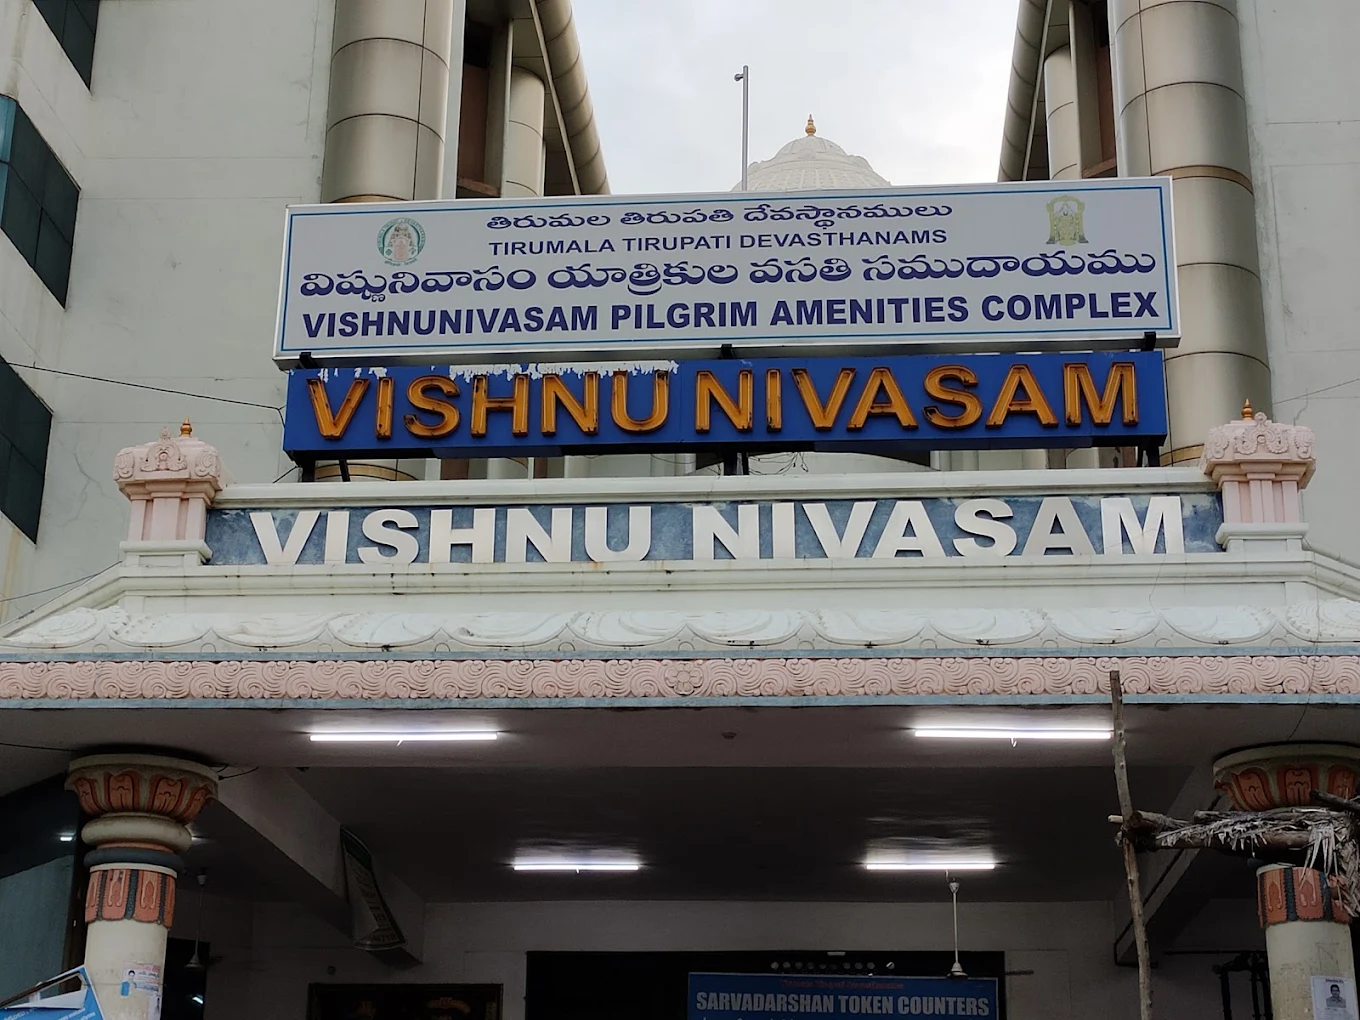 తిరుమల తిరుపతి దేవస్థానములు
TIRUMALA TIRUPATI DEVASTHANAMS
విష్ణునివాసం యాత్రికుల వసతి సముదాయము
VISHNUNIVASAM PILGRIM AMENITIES COMPLEX
VISHNU NIVASAM
VISHNU NIVASAM
SARVADARSHAN TOKEN COUNTERS